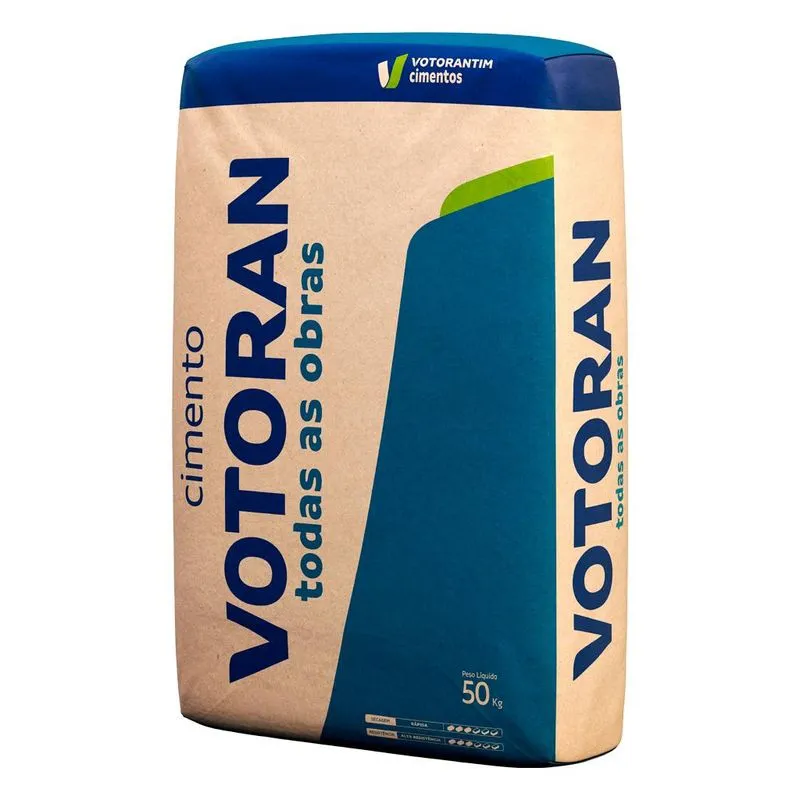 VOTORANTIM
cimentos
cimento
VOTORAN
todas as obras
VOTORAN
todas as obras
Peso Líquido
50 Kg
SECAGEM RÁPIDA
RESISTÊNCIA ALTA RESISTÊNCIA